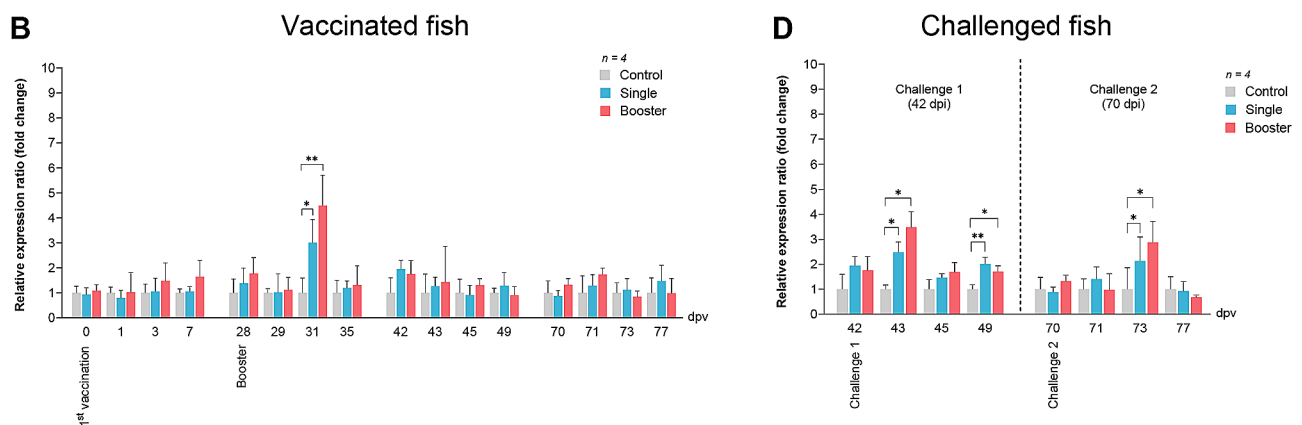 B
Vaccinated fish
n = 4
Control
Single
Booster
Relative expression ratio (fold change)
10
9
8
7
6
5
4
3
2
1
0
** 
*
0 1 3 7 28 29 31 35 42 43 45 49 70 71 73 77 dpv
1st vaccination
Booster
D
Challenged fish
n = 4
Control
Single
Booster
Challenge 1
(42 dpi)
Challenge 2
(70 dpi)
Relative expression ratio (fold change)
10
9
8
7
6
5
4
3
2
1
0
*
*
*
**
*
*
42 43 45 49 70 71 73 77 dpv
Challenge 1
Challenge 2